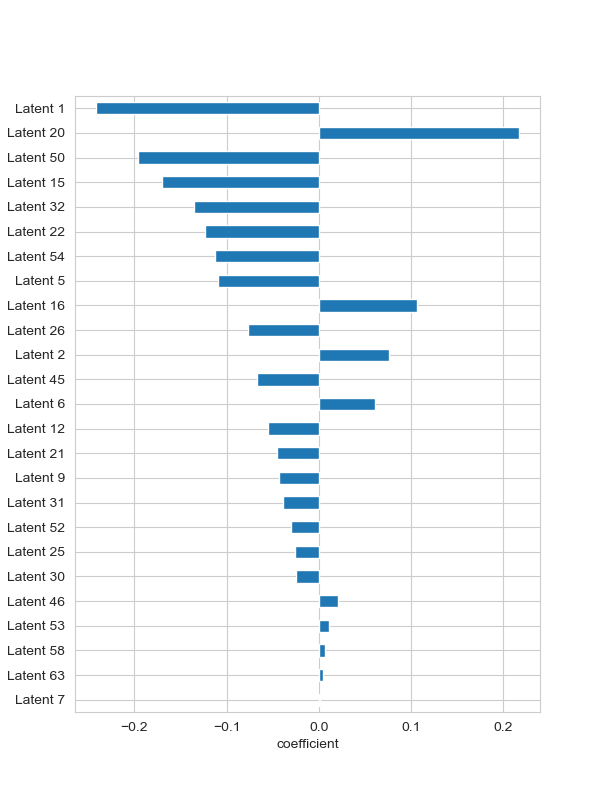 Latent 1
Latent 20
Latent 50
Latent 15
Latent 32
Latent 22
Latent 54
Latent 5
Latent 16
Latent 26
Latent 2
Latent 45
Latent 6
Latent 12
Latent 21
Latent 9
Latent 31
Latent 52
Latent 25
Latent 30
Latent 46
Latent 53
Latent 58
Latent 63
Latent 7
−0.2 −0.1 0.0 0.1 0.2
coefficient